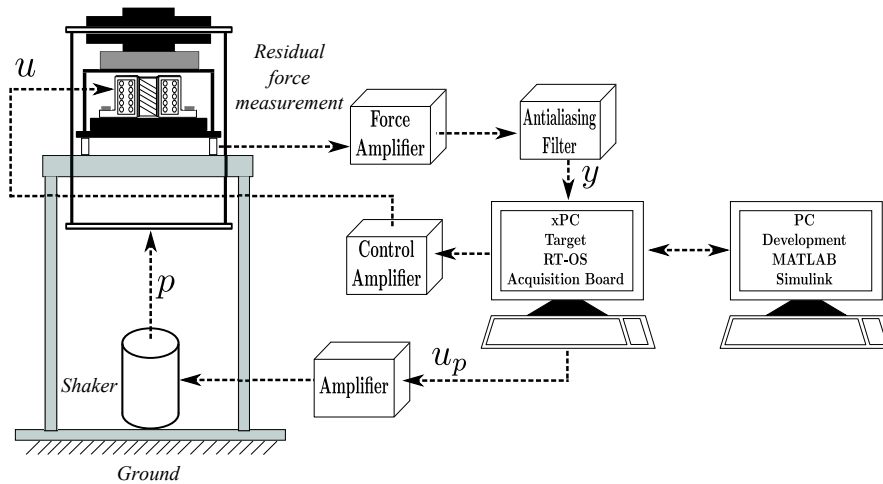 u
Residual
force
measurement
Force
Amplifier
Antialiasing
Filter
y
xPC
Target
RT-OS
Acquisition Board
PC
Development
MATLAB
Simulink
Control
Amplifier
p
Shaker
Amplifier
u_p
Ground